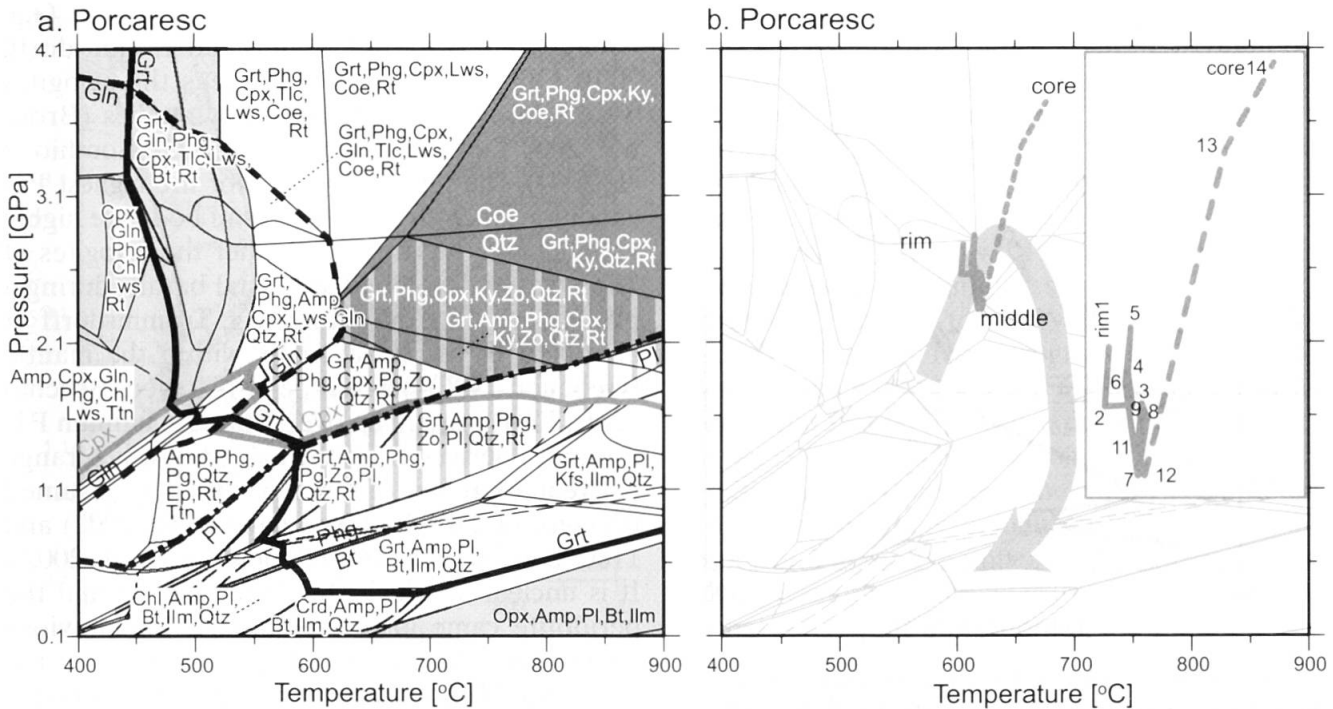 a. Porcaresc
b. Porcaresc
4.1
3.1
2.1
1.1
0.1
Pressure [GPa]
400
500
600
700
800
900
Temperature [°C]
Grt
Gln
Grt,
Gln,Phg
Cpx,Tlc,Lws,
Bt,Rt
Grt,Phg,
Cpx,Tlc,
Lws,Coe,
Rt
Grt,Phg,Cpx,Lws,
Coe,Rt
Grt,Phg,Cpx,
Gln,Tlc,Lws,
Coe,Rt
Grt,Phg,Cpx,Ky,
Coe,Rt
Coe
Qtz
Grt,Phg,Cpx,
Ky,Qtz,Rt
Cpx
Gln
Phg
Chl
Lws
Rt
Grt,
Phg,Amp,
Cpx,Lws,Gln
Qtz,Rt
Grt,Phg,Cpx,Ky,Zo,Qtz,Rt
Grt,Amp,Phg,Cpx,
Ky,Zo,Qtz,Rt
Gln
Pl
Amp,Cpx,Gln,
Phg,Chl,
Lws,Ttn
Grt,Amp,
Phg,Cpx,Pg,Zo,
Qtz,Rt
Grt
Cpx
Cpx
Gln
Grt,Amp,Phg,
Zo,Pl,Qtz,Rt
Amp,Phg,
Pg,Qtz,
Ep,Rt,
Ttn
Grt,Amp,Phg,
Pg,Zo,Pl,
Qtz,Rt
Grt,Amp,Pl,
Kfs,Ilm,Qtz
Pl
Phg
Bt
Grt,Amp,Pl,
Bt,Ilm,Qtz
Grt
Chl,Amp,Pl,
Bt,Ilm,Qtz
Crd,Amp,Pl
Bt,Ilm,Qtz
Opx,Amp,Pl,Bt,Ilm
core
rim
middle
core14
13
rim1
5
4
6
3
2
9
8
11
7
12
400
500
600
700
800
900
Temperature [°C]